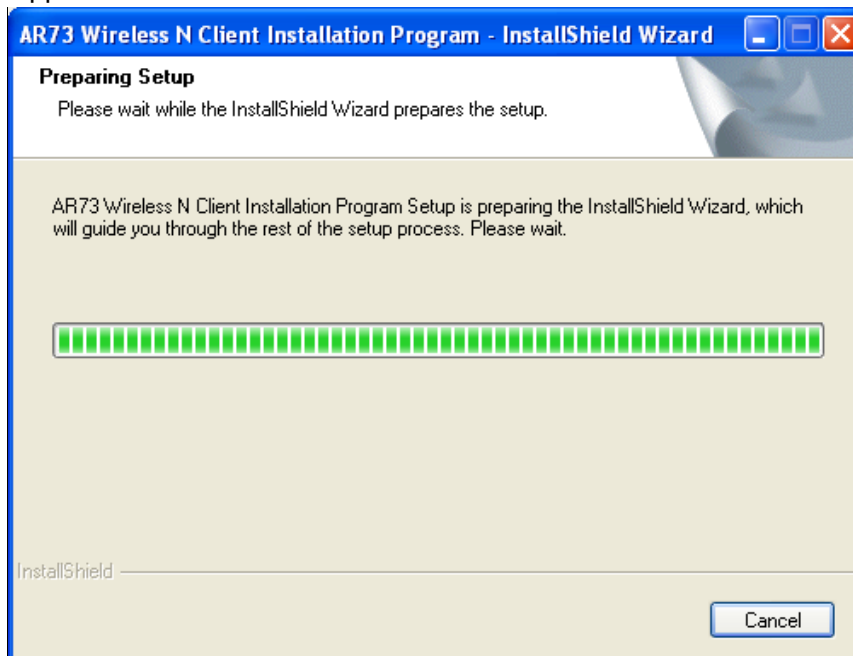 AR73 Wireless N Client Installation Program - InstallShield Wizard
Preparing Setup
Please wait while the InstallShield Wizard prepares the setup.
AR73 Wireless N Client Installation Program Setup is preparing the InstallShield Wizard, which
will guide you through the rest of the setup process. Please wait.
InstallShield
Cancel